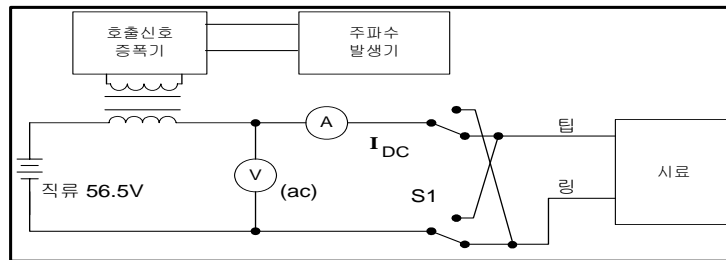 호출신호
증폭기
주파수
발생기
A
I DC
팁
V
(ac)
시료
직류 56.5V
S1
링